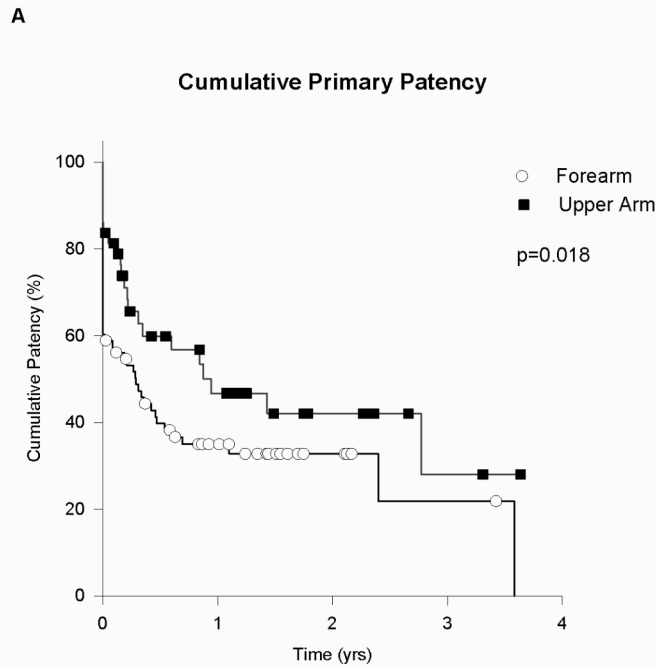 A
Cumulative Primary Patency
100
80
60
40
20
0
Cumulative Patency (%)
0 1 2 3 4
Time (yrs)
Forearm
Upper Arm
p=0.018